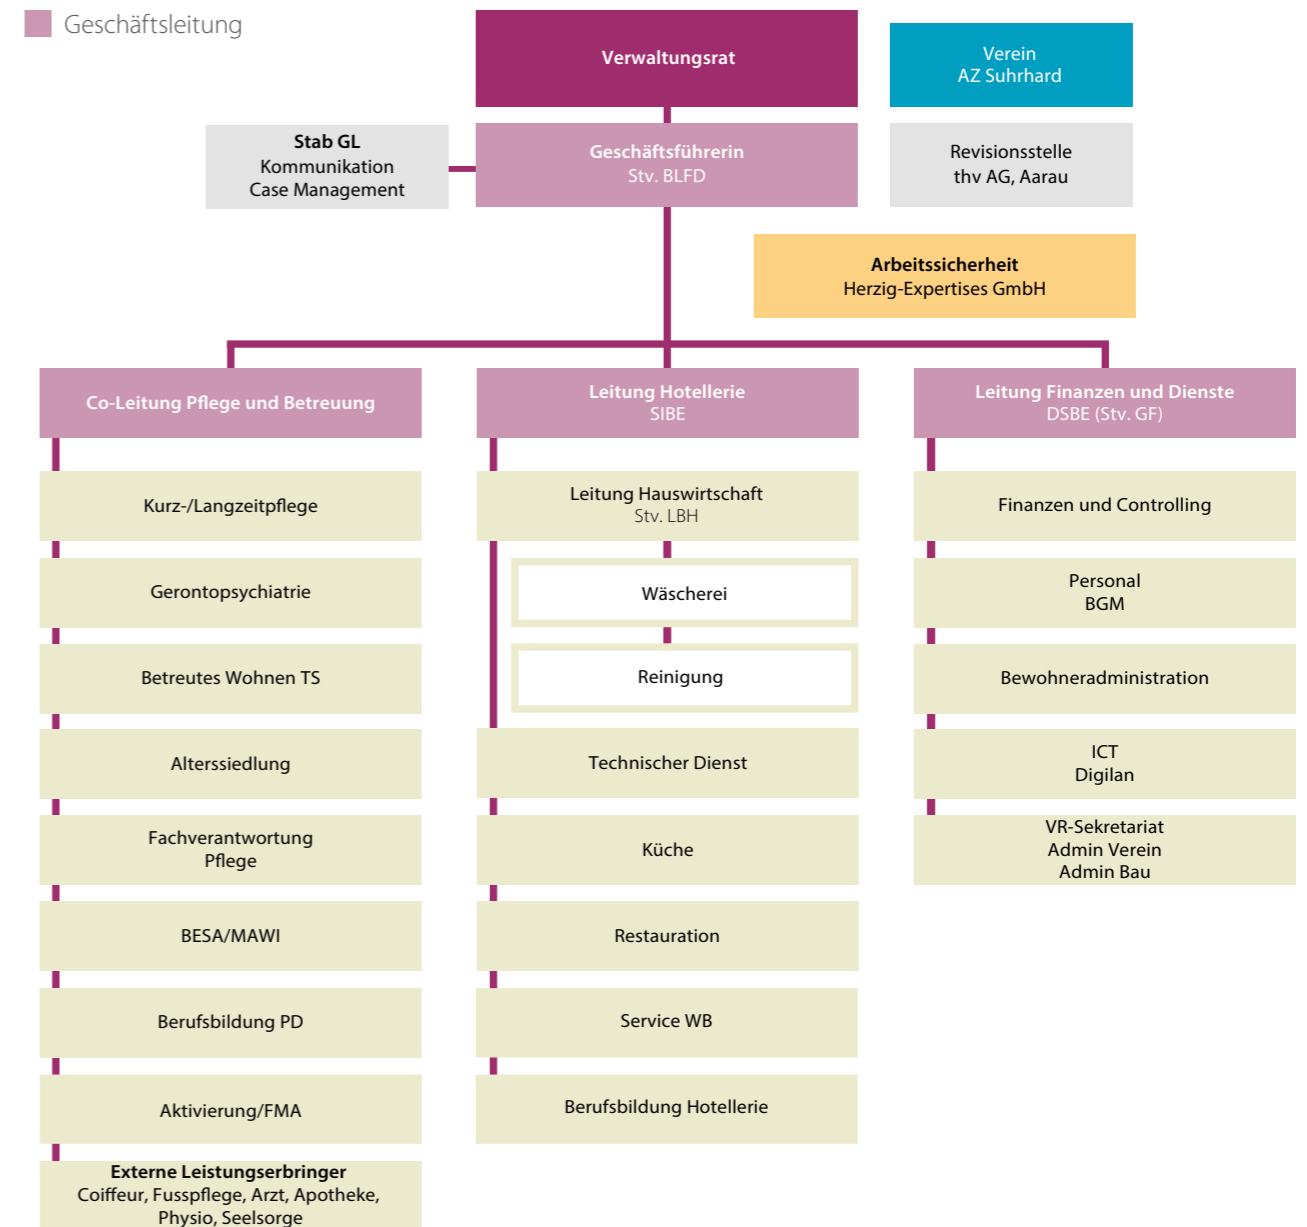 Geschäftsleitung
Verwaltungsrat
Verein
AZ Suhrhard
Stab GL
Kommunikation
Case Management
Geschäftsführerin
Stv. BLFD
Revisionsstelle
thv AG, Aarau
Arbeitssicherheit
Herzig-Expertises GmbH
Co-Leitung Pflege und Betreuung
Kurz-/Langzeitpflege
Gerontopsychiatrie
Betreutes Wohnen TS
Alterssiedlung
Fachverantwortung
Pflege
BESA/MAWI
Berufsbildung PD
Aktivierung/FMA
Externe Leistungserbringer
Coiffeur, Fusspflege, Arzt, Apotheke,
Physio, Seelsorge
Leitung Hotellerie
SIBE
Leitung Hauswirtschaft
Stv. LBH
Wäscherei
Reinigung
Technischer Dienst
Küche
Restauration
Service WB
Berufsbildung Hotellerie
Leitung Finanzen und Dienste
DSBE (Stv. GF)
Finanzen und Controlling
Personal
BGM
Bewohneradministration
ICT
Digilan
VR-Sekretariat
Admin Verein
Admin Bau